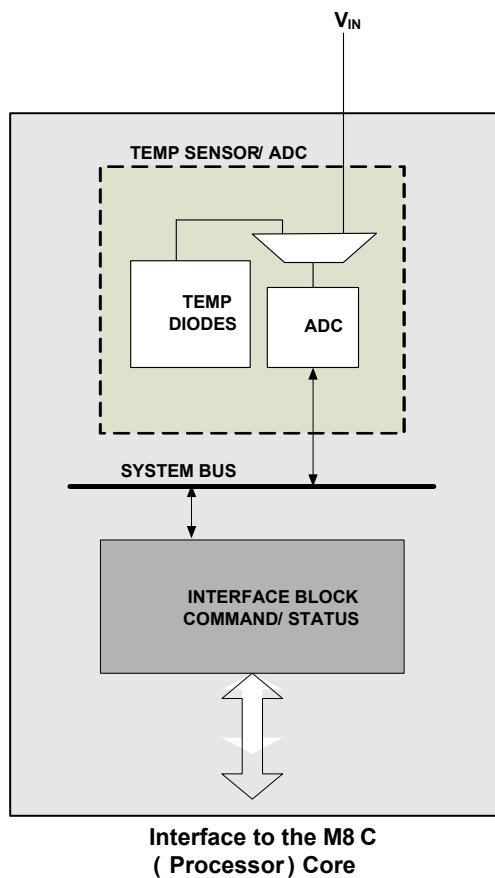 VIN
TEMP SENSOR/ ADC
TEMP
DIODES
ADC
SYSTEM BUS
INTERFACE BLOCK
COMMAND/ STATUS
Interface to the M8 C
( Processor) Core